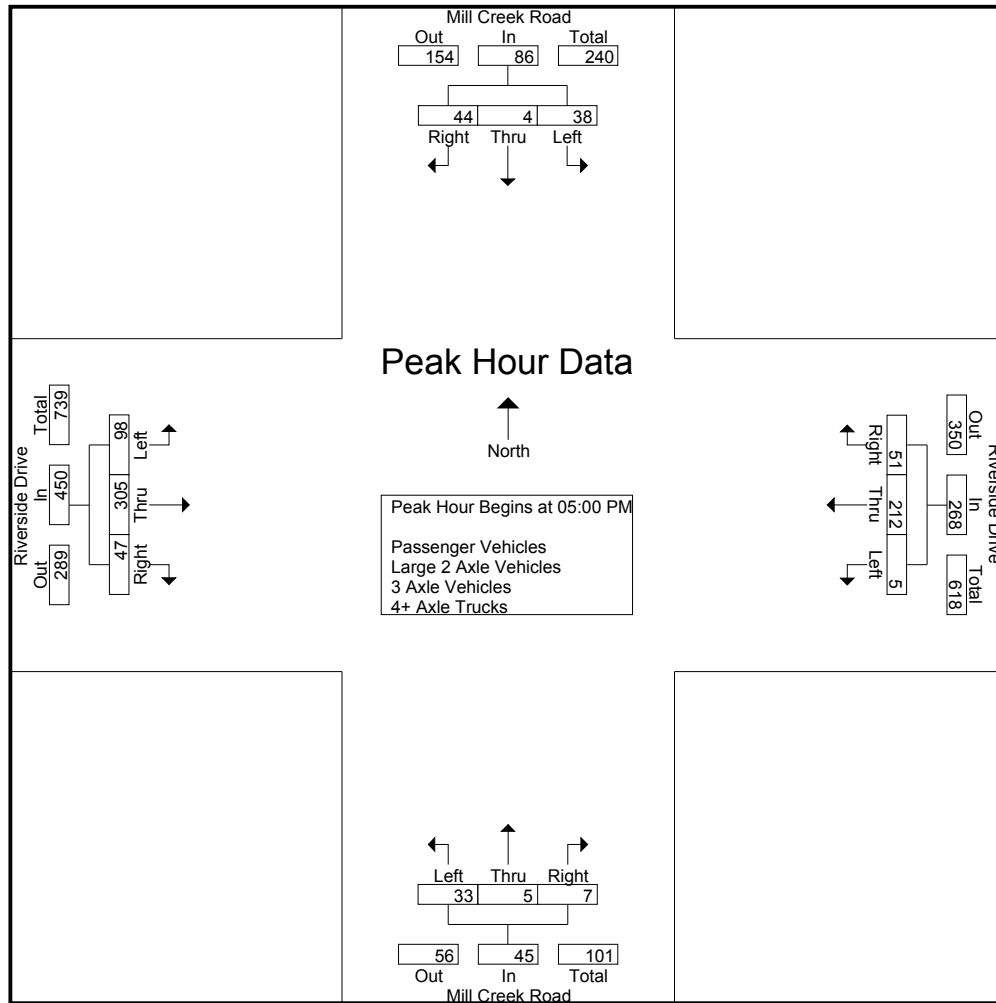 Mill Creek Road
Out In Total
154 86 240
44 4 38
Right Thru Left
Peak Hour Data
North
Peak Hour Begins at 05:00 PM
Passenger Vehicles
Large 2 Axle Vehicles
3 Axle Vehicles
4+ Axle Trucks
Riverside Drive
Out In Total
289 450 739
47 305 98
Right Thru Left
Riverside Drive
Out In Total
350 268 618
51 212 5
Right Thru Left
Left Thru Right
33 5 7
56 45 101
Out In Total
Mill Creek Road